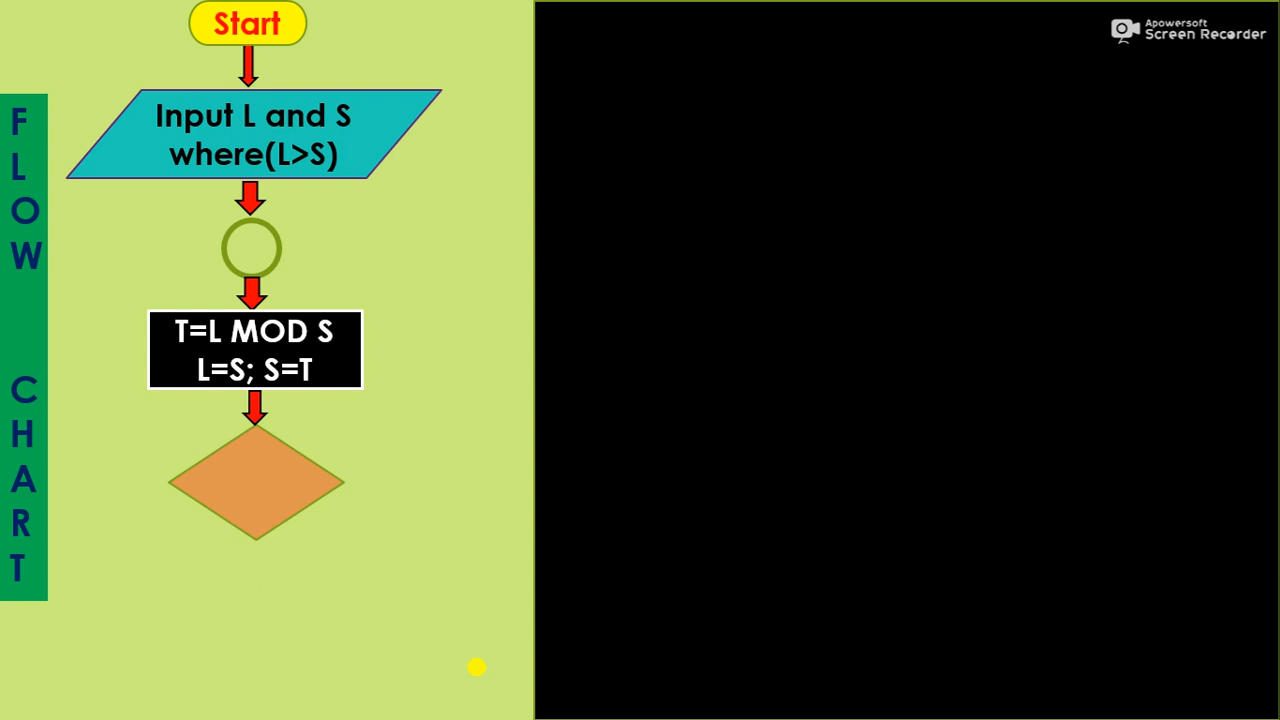 Start
Input L and S
where(L>S)
T=L MOD S
L=S; S=T
F
L
O
W
C
H
A
R
T
Apowersoft
Screen Recorder